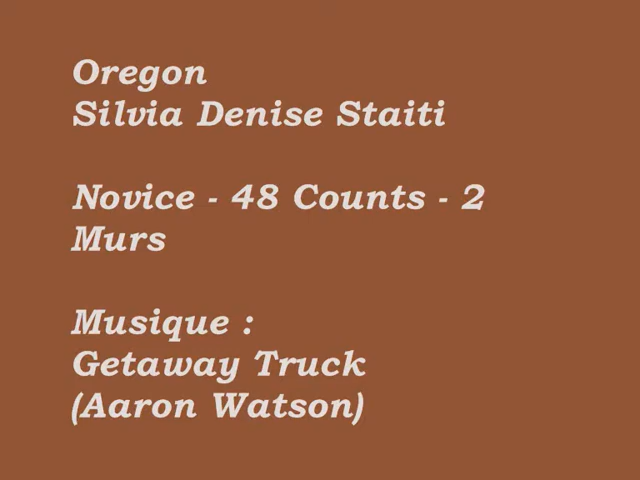 Oregon
Silvia Denise Staiti
Novice - 48 Counts - 2
Murs
Musique :
Getaway Truck
(Aaron Watson)